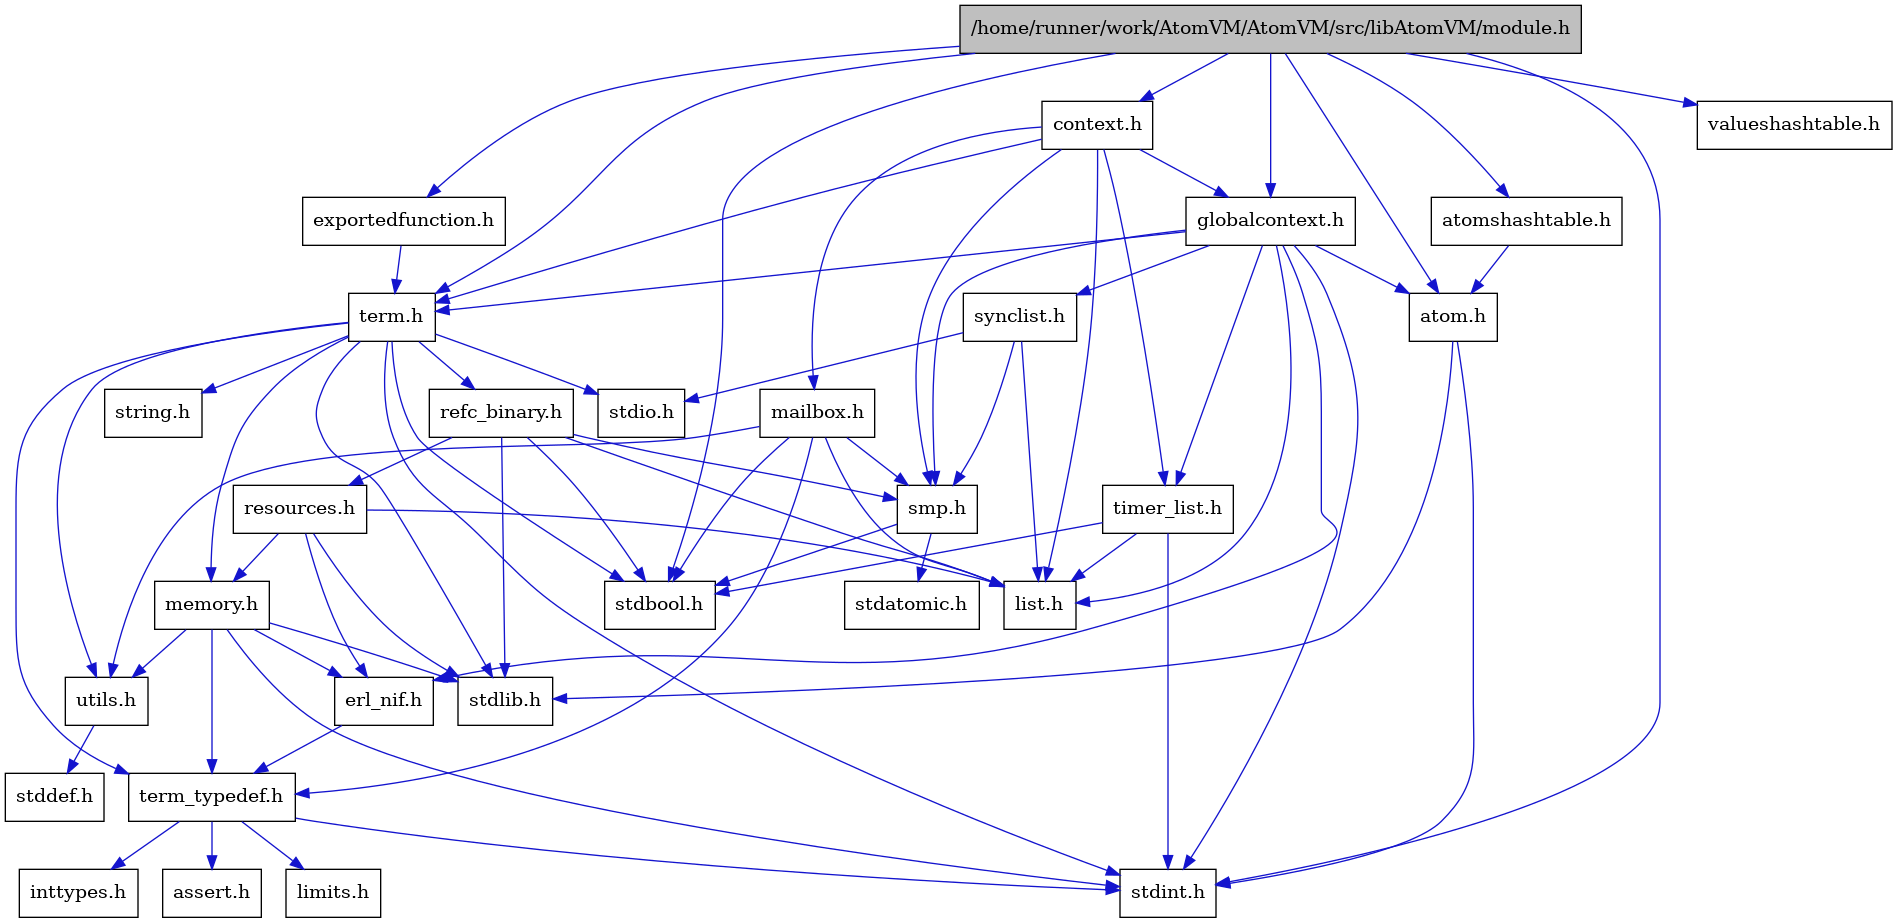 /home/runner/work/AtomVM/AtomVM/src/libAtomVM/module.h
context.h
valueshashtable.h
exportedfunction.h
globalcontext.h
atomshashtable.h
term.h
synclist.h
atom.h
string.h
refc_binary.h
stdio.h
mailbox.h
resources.h
smp.h
timer_list.h
memory.h
stdbool.h
stdatomic.h
list.h
utils.h
erl_nif.h
stdlib.h
stddef.h
term_typedef.h
inttypes.h
assert.h
limits.h
stdint.h